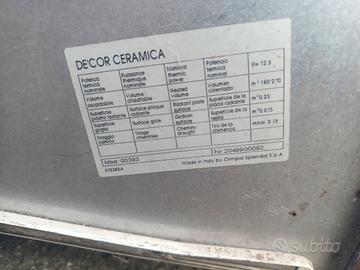 DE'COR CERAMICA
Potenza termica nominale
Puissance thermique nominale
Nominal thermic power
Potencia termica nominal
Kw 12.5
Volume riscaldabile
Volume chauffable
Heated volume
Volumen calentado
m³ 180/270
Superficie piastra radiante
Surface plaque radiante
Radiant plate surface
Superficie de la placa radiante
m² 0.25
Superficie griglia
Surface grille
Gridiron surface
Superficie de la rejilla
m² 0.075
Tiraggio camino
Tirage cheminée
Chimney draught
Tiro de la chimenea
mbar 0.15
Mod. 00393
Nr. 2049900092
275382A
Made in Italy by Olimpia Splendid S.p.A.
subito